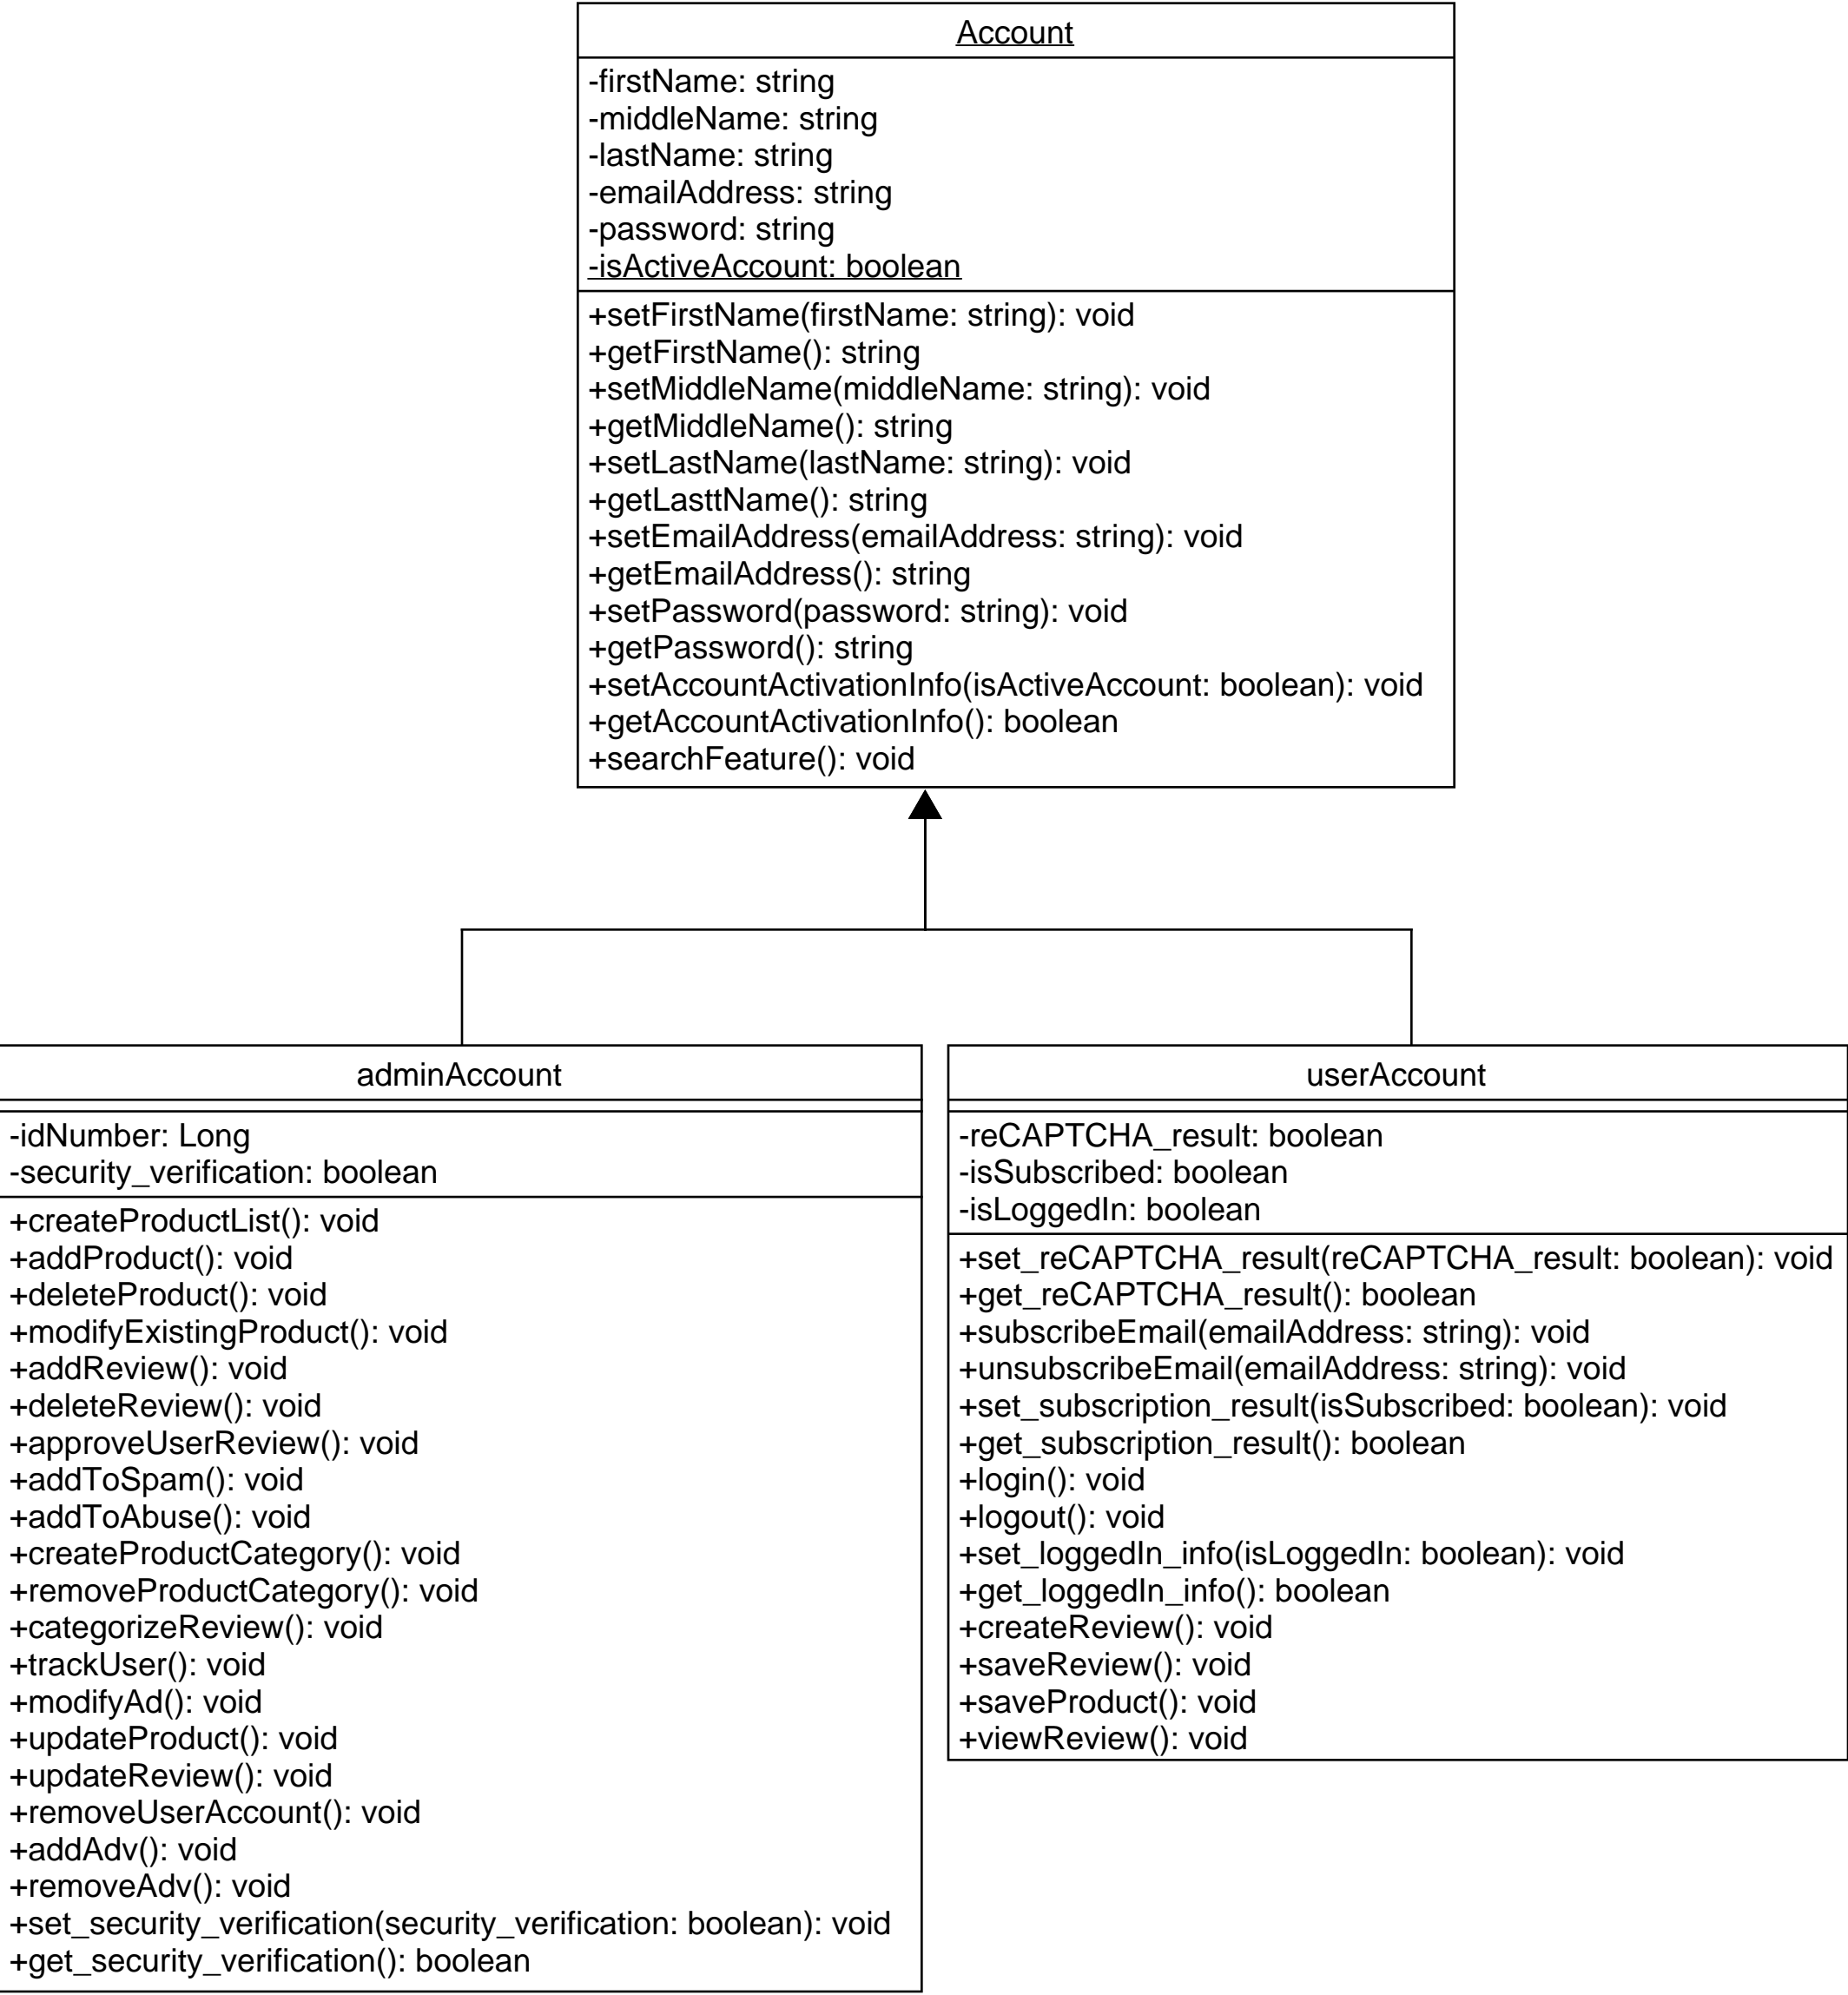 Account
-firstName: string
-middleName: string
-lastName: string
-emailAddress: string
-password: string
-isActiveAccount: boolean
+setFirstName(firstName: string): void
+getFirstName(): string
+setMiddleName(middleName: string): void
+getMiddleName(): string
+setLastName(lastName: string): void
+getLasttName(): string
+setEmailAddress(emailAddress: string): void
+getEmailAddress(): string
+setPassword(password: string): void
+getPassword(): string
+setAccountActivationInfo(isActiveAccount: boolean): void
+getAccountActivationInfo(): boolean
+searchFeature(): void
adminAccount
-idNumber: Long
-security_verification: boolean
+createProductList(): void
+addProduct(): void
+deleteProduct(): void
+modifyExistingProduct(): void
+addReview(): void
+deleteReview(): void
+approveUserReview(): void
+addToSpam(): void
+addToAbuse(): void
+createProductCategory(): void
+removeProductCategory(): void
+categorizeReview(): void
+trackUser(): void
+modifyAd(): void
+updateProduct(): void
+updateReview(): void
+removeUserAccount(): void
+addAdv(): void
+removeAdv(): void
+set_security_verification(security_verification: boolean): void
+get_security_verification(): boolean
userAccount
-reCAPTCHA_result: boolean
-isSubscribed: boolean
-isLoggedIn: boolean
+set_reCAPTCHA_result(reCAPTCHA_result: boolean): void
+get_reCAPTCHA_result(): boolean
+subscribeEmail(emailAddress: string): void
+unsubscribeEmail(emailAddress: string): void
+set_subscription_result(isSubscribed: boolean): void
+get_subscription_result(): boolean
+login(): void
+logout(): void
+set_loggedIn_info(isLoggedIn: boolean): void
+get_loggedIn_info(): boolean
+createReview(): void
+saveReview(): void
+saveProduct(): void
+viewReview(): void